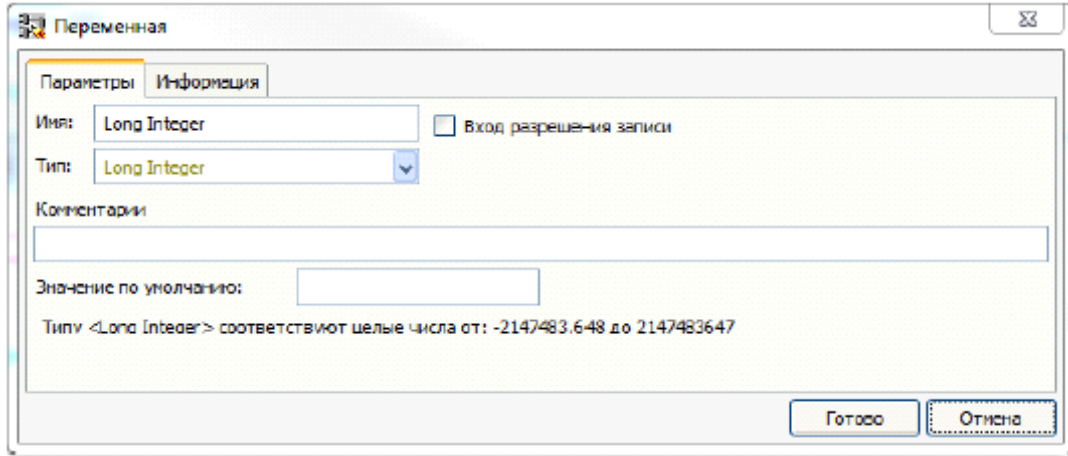 Переменная
Параметры Информация
Имя: Long Integer Вход разрешения записи
Тип: Long Integer
Комментарии
Значение по умолчанию:
Типу <Long Integer> соответствуют целые числа от: -2147483.648 до 2147483647
Готово Отмена